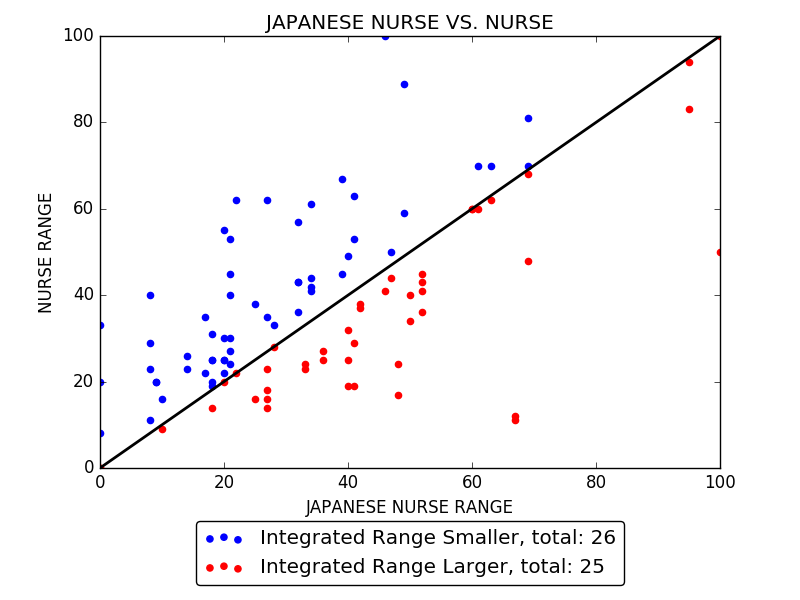 JAPANESE NURSE VS. NURSE
100
80
60
40
20
0
NURSE RANGE
0 20 40 60 80 100
JAPANESE NURSE RANGE
Integrated Range Smaller, total: 26
Integrated Range Larger, total: 25